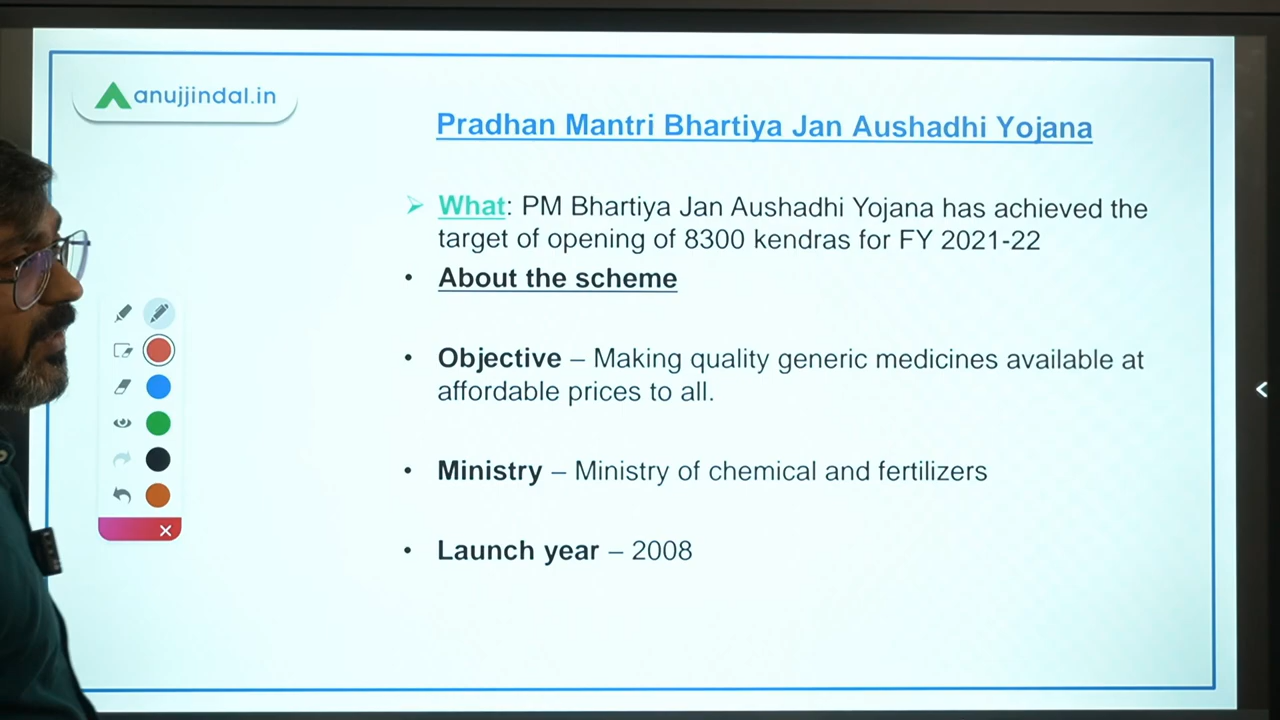 anujjindal.in
Pradhan Mantri Bhartiya Jan Aushadhi Yojana
What: PM Bhartiya Jan Aushadhi Yojana has achieved the
target of opening of 8300 kendras for FY 2021-22
About the scheme
Objective – Making quality generic medicines available at
affordable prices to all.
Ministry – Ministry of chemical and fertilizers
Launch year – 2008